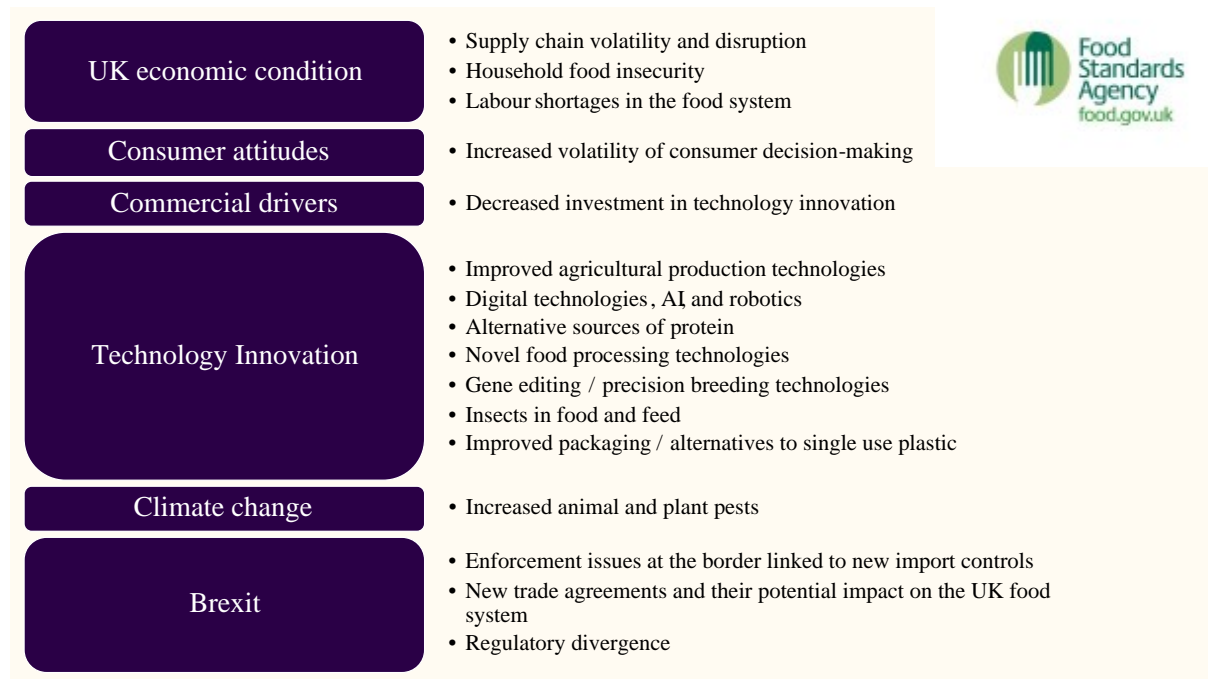 UK economic condition
• Supply chain volatility and disruption
• Household food insecurity
• Labour shortages in the food system
Food
Standards
Agency
food.gov.uk
Consumer attitudes
• Increased volatility of consumer decision-making
Commercial drivers
• Decreased investment in technology innovation
Technology Innovation
• Improved agricultural production technologies
• Digital technologies, AI, and robotics
• Alternative sources of protein
• Novel food processing technologies
• Gene editing / precision breeding technologies
• Insects in food and feed
• Improved packaging / alternatives to single use plastic
Climate change
• Increased animal and plant pests
Brexit
• Enforcement issues at the border linked to new import controls
• New trade agreements and their potential impact on the UK food
system
• Regulatory divergence